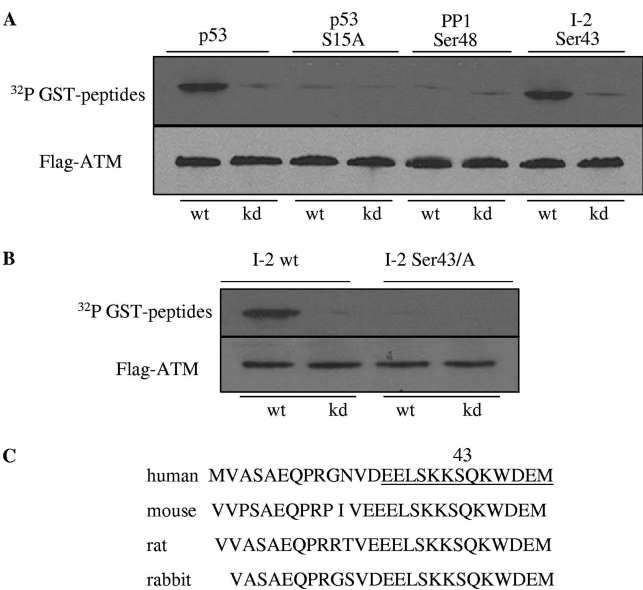 A
p53
p53
S15A
PP1
Ser48
I-2
Ser43
32P GST-peptides
Flag-ATM
wt kd wt kd wt kd wt kd
B
I-2 wt I-2 Ser43/A
32P GST-peptides
Flag-ATM
wt kd wt kd
C
43
human MVASAEQPRGNVDEELSKKSQKWDEM
mouse VVPSAEQPRPIVEEELSKKSQKWDEM
rat VVASAEQPRRTVEEELSKKSQKWDEM
rabbit VASAEQPRGSVDEELSKKSQKWDEM